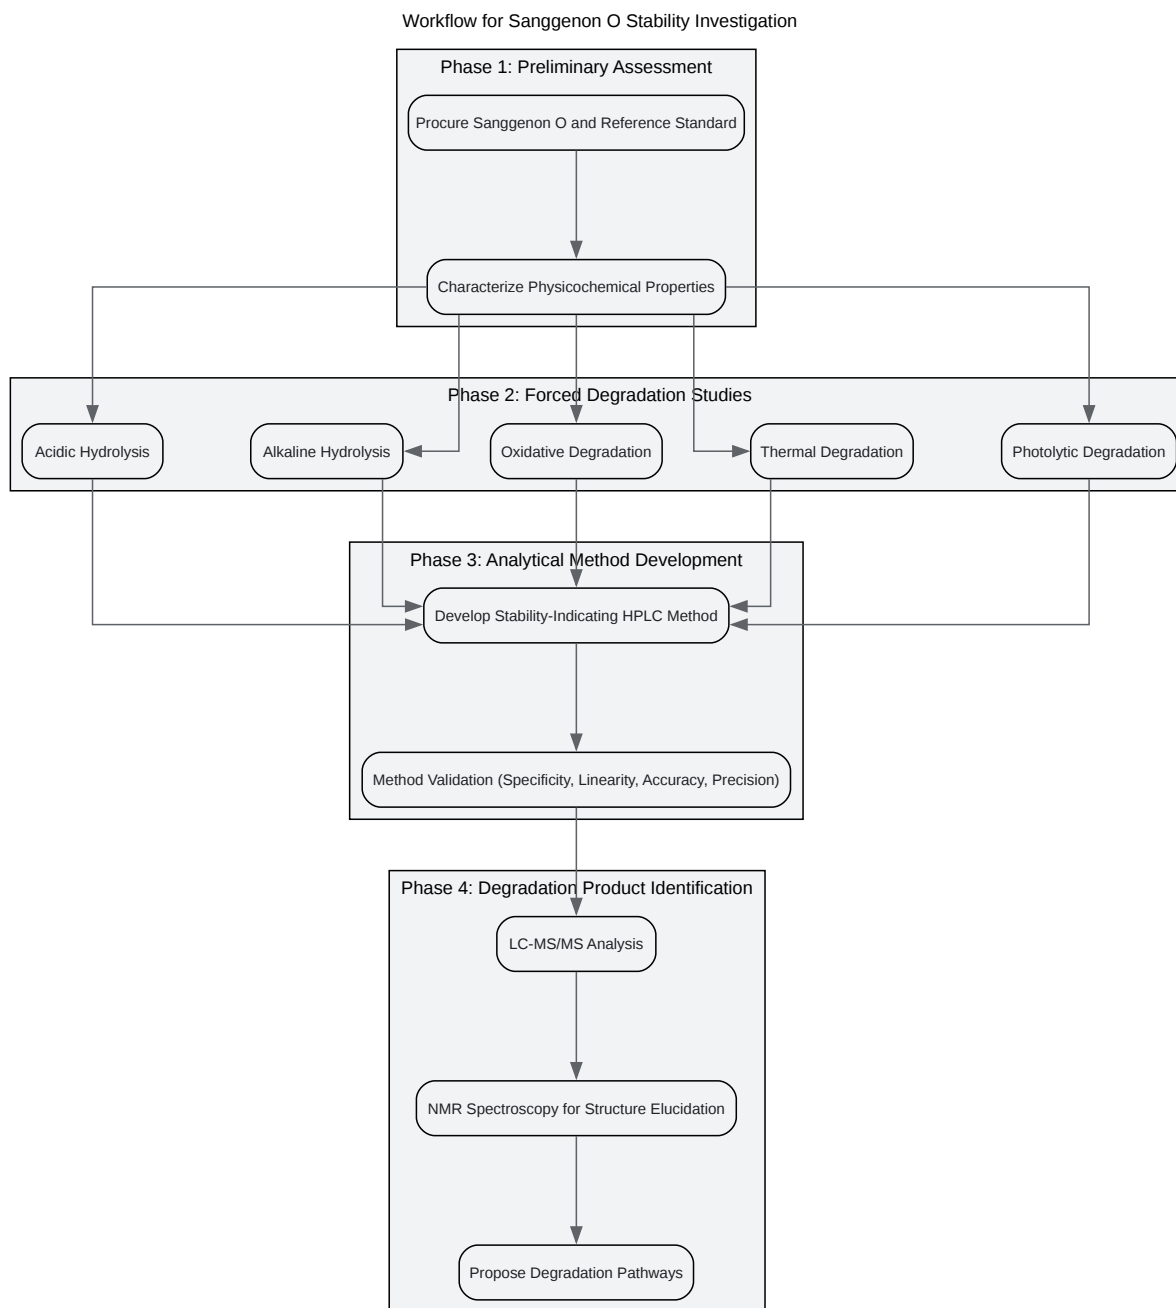 Workflow for Sanggenon O Stability Investigation
Phase 1: Preliminary Assessment
Procure Sanggenon O and Reference Standard
Characterize Physicochemical Properties
Phase 2: Forced Degradation Studies
Acidic Hydrolysis
Alkaline Hydrolysis
Oxidative Degradation
Thermal Degradation
Photolytic Degradation
Phase 3: Analytical Method Development
Develop Stability-Indicating HPLC Method
Method Validation (Specificity, Linearity, Accuracy, Precision)
Phase 4: Degradation Product Identification
LC-MS/MS Analysis
NMR Spectroscopy for Structure Elucidation
Propose Degradation Pathways